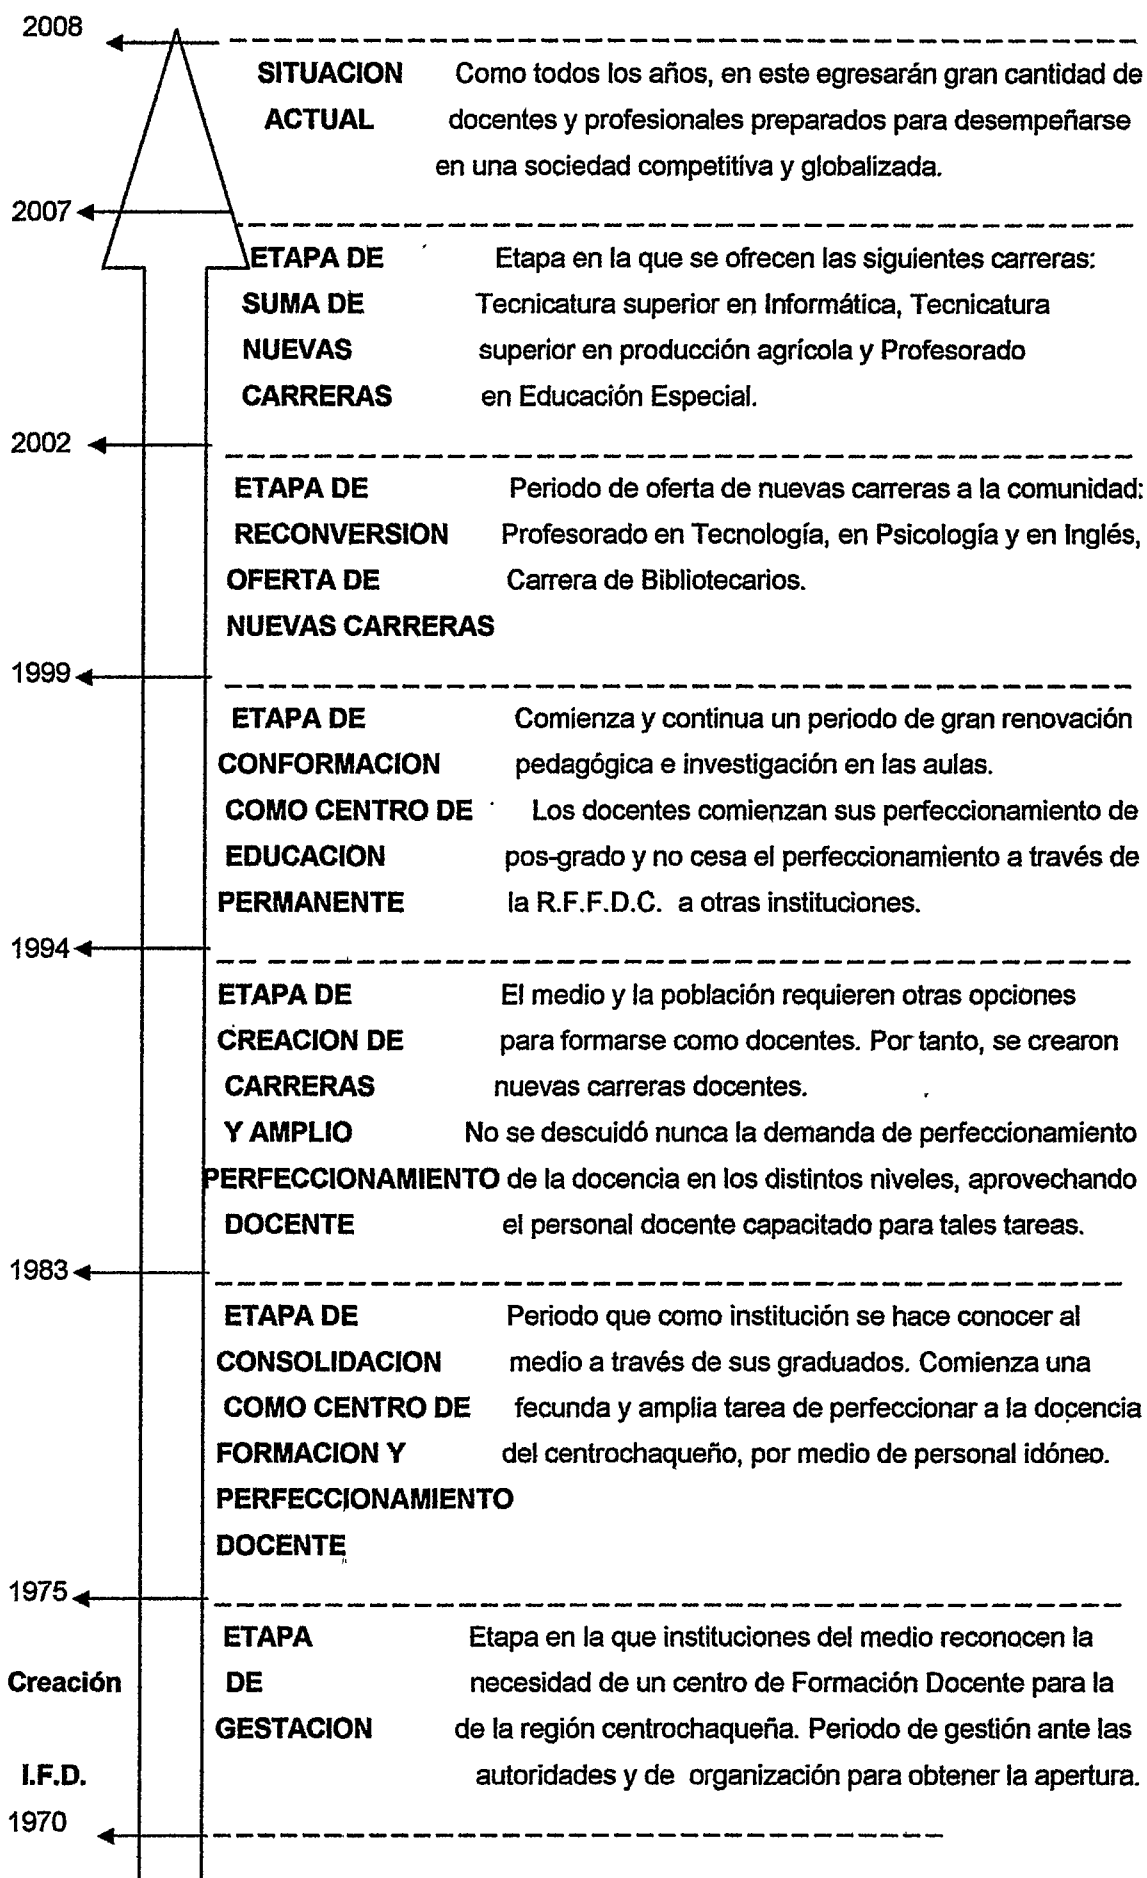 2008
SITUACION Como todos los años, en este egresarán gran cantidad de
ACTUAL docentes y profesionales preparados para desempeñarse
en una sociedad competitiva y globalizada.
2007
ETAPA DE Etapa en la que se ofrecen las siguientes carreras:
SUMA DE Tecnicatura superior en Informática, Tecnicatura
NUEVAS superior en producción agrícola y Profesorado
CARRERAS en Educación Especial.
2002
ETAPA DE Periodo de oferta de nuevas carreras a la comunidad:
RECONVERSION Profesorado en Tecnología, en Psicología y en Inglés,
OFERTA DE Carrera de Bibliotecarios.
NUEVAS CARRERAS
1999
ETAPA DE Comienza y continua un periodo de gran renovación
CONFORMACION pedagógica e investigación en las aulas.
COMO CENTRO DE Los docentes comienzan sus perfeccionamiento de
EDUCACION pos-grado y no cesa el perfeccionamiento a través de
PERMANENTE la R.F.F.D.C. a otras instituciones.
1994
ETAPA DE El medio y la población requieren otras opciones
CREACION DE para formarse como docentes. Por tanto, se crearon
CARRERAS nuevas carreras docentes.
Y AMPLIO No se descuidó nunca la demanda de perfeccionamiento
PERFECCIONAMIENTO de la docencia en los distintos niveles, aprovechando
DOCENTE el personal docente capacitado para tales tareas.
1983
ETAPA DE Periodo que como institución se hace conocer al
CONSOLIDACION medio a través de sus graduados. Comienza una
COMO CENTRO DE fecunda y amplia tarea de perfeccionar a la docencia
FORMACION Y del centrochaqueño, por medio de personal idóneo.
PERFECCIONAMIENTO
DOCENTE
1975
ETAPA Etapa en la que instituciones del medio reconocen la
Creación DE necesidad de un centro de Formación Docente para la
GESTACION de la región centrochaqueña. Periodo de gestión ante las
I.F.D. autoridades y de organización para obtener la apertura.
1970